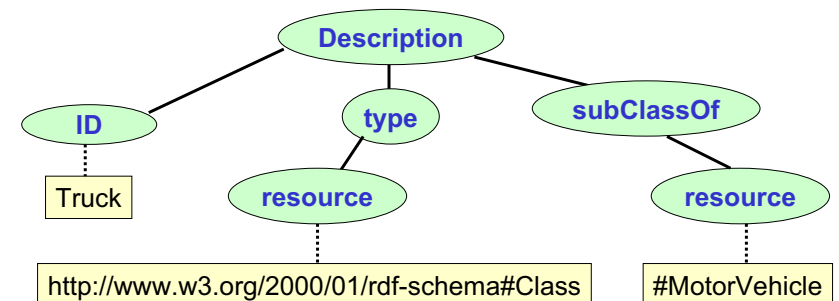 Description
ID
type
subClassOf
Truck
resource
resource
http://www.w3.org/2000/01/rdf-schema#Class
#MotorVehicle